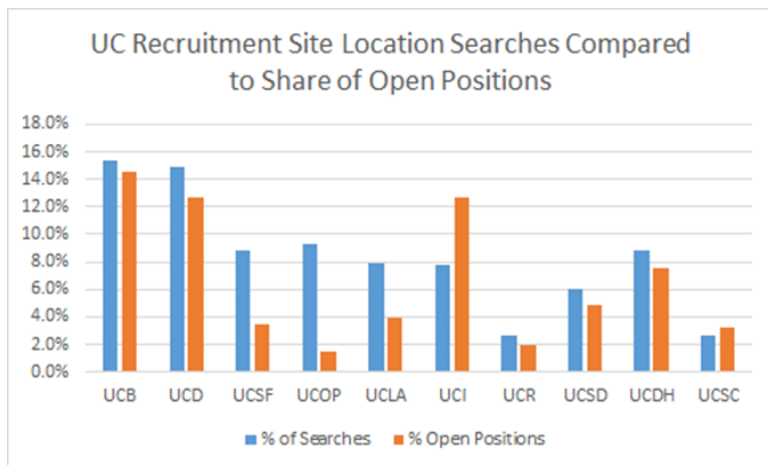 UC Recruitment Site Location Searches Compared
to Share of Open Positions
18.0%
16.0%
14.0%
12.0%
10.0%
8.0%
6.0%
4.0%
2.0%
0.0%
UCB UCD UCSF UCOP UCLA UCI UCR UCSD UCDH UCSC
% of Searches % Open Positions